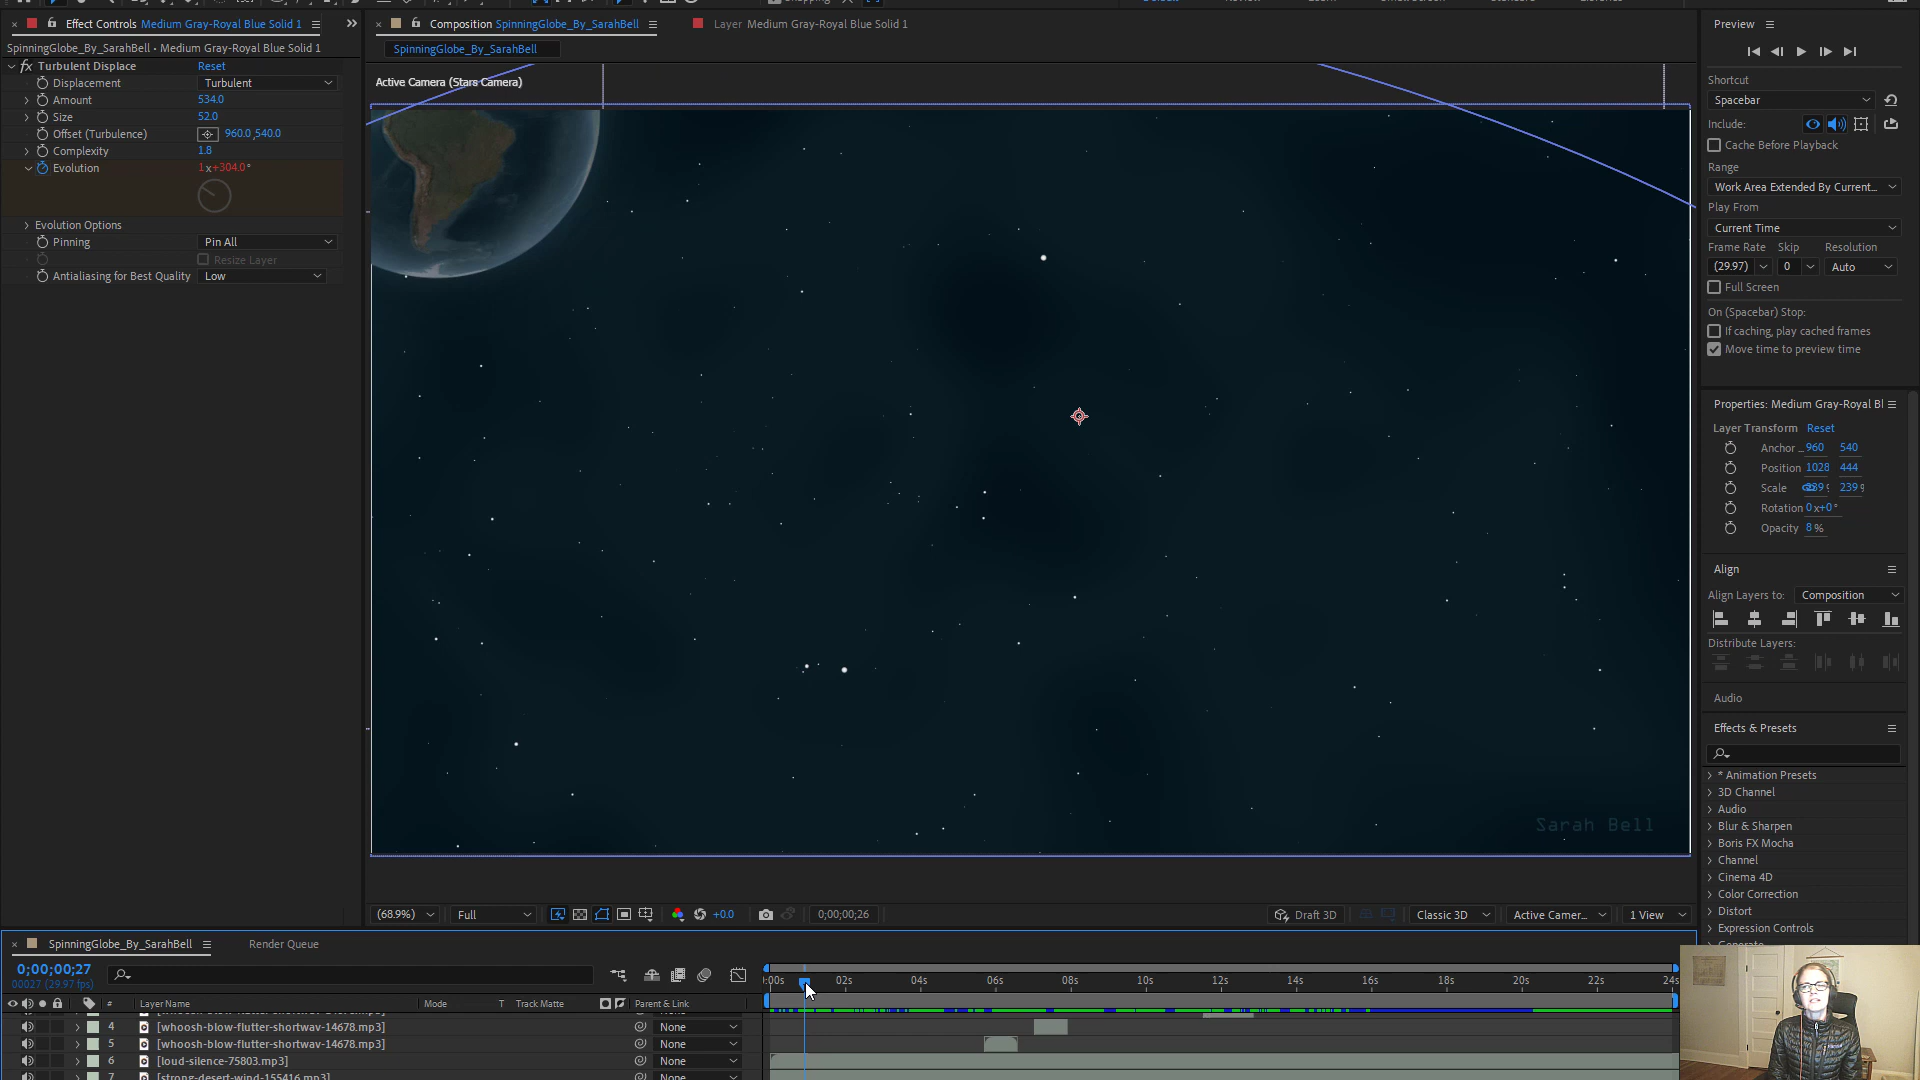 Effect Controls Medium Gray-Royal Blue Solid 1
SpinningGlobe_By_SarahBell • Medium Gray-Royal Blue Solid 1
fx Turbulent Displace Reset
Displacement Turbulent
Amount 534.0
Size 52.0
Offset (Turbulence) 960.0,540.0
Complexity 1.8
Evolution 1x+304.0°
Evolution Options
Pinning Pin All
Resize Layer
Antialiasing for Best Quality Low
Composition SpinningGlobe_By_SarahBell
Layer Medium Gray-Royal Blue Solid 1
SpinningGlobe_By_SarahBell
Active Camera (Stars Camera)
Sarah Bell
(68.9%) Full +0.0 0;00;00;26 Draft 3D Classic 3D Active Camer... 1 View
Preview
Shortcut
Spacebar
Include:
Cache Before Playback
Range
Work Area Extended By Current...
Play From
Current Time
Frame Rate Skip Resolution
(29.97) 0 Auto
Full Screen
On (Spacebar) Stop:
If caching, play cached frames
Move time to preview time
Properties: Medium Gray-Royal Bl
Layer Transform Reset
Anchor ... 960 540
Position 1028 444
Scale 239 239
Rotation 0x+0°
Opacity 8%
Align
Align Layers to: Composition
Distribute Layers:
Audio
Effects & Presets
* Animation Presets
3D Channel
Audio
Blur & Sharpen
Boris FX Mocha
Channel
Cinema 4D
Color Correction
Distort
Expression Controls
SpinningGlobe_By_SarahBell Render Queue
0;00;00;27
00027 (29.97 fps)
:00s 02s 04s 06s 08s 10s 12s 14s 16s 18s 20s 22s 24s
# Layer Name Mode T Track Matte Parent & Link
4 [whoosh-blow-flutter-shortwav-14678.mp3] None
5 [whoosh-blow-flutter-shortwav-14678.mp3] None
6 [loud-silence-75803.mp3] None
7 [strong-desert-wind-155416.mp3] None